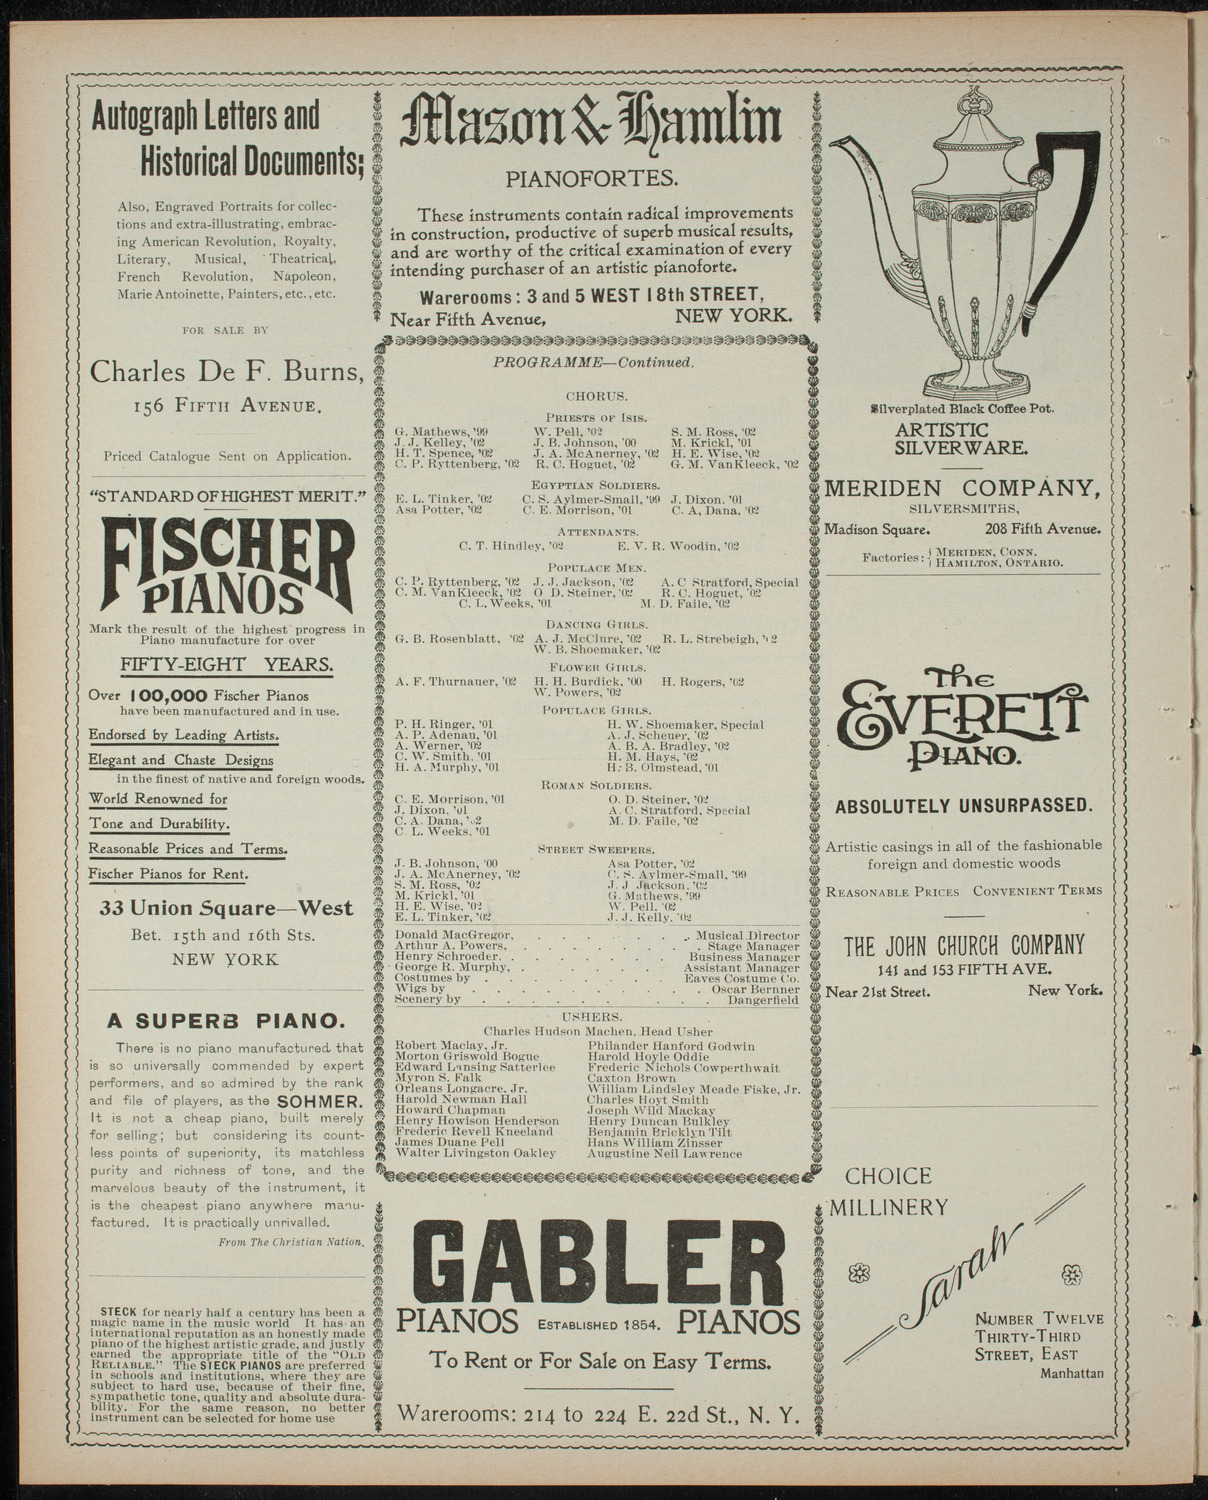 Autograph Letters and
Historical Documents;
Also, Engraved Portraits for collec-
tions and extra-illustrating, embrac-
ing American Revolution, Royalty,
Literary, Musical, Theatrical,
French Revolution, Napoleon,
Marie Antoinette, Painters, etc., etc.
FOR SALE BY
Charles De F. Burns,
156 FIFTH AVENUE.
Priced Catalogue Sent on Application.
"STANDARD OF HIGHEST MERIT."
FISCHER
PIANOS
Mark the result of the highest progress in
Piano manufacture for over
FIFTY-EIGHT YEARS.
Over 100,000 Fischer Pianos
have been manufactured and in use.
Endorsed by Leading Artists.
Elegant and Chaste Designs
in the finest of native and foreign woods.
World Renowned for
Tone and Durability.
Reasonable Prices and Terms.
Fischer Pianos for Rent.
33 Union Square—West
Bet. 15th and 16th Sts.
NEW YORK
A SUPERB PIANO.
There is no piano manufactured that
is so universally commended by expert
performers, and so admired by the rank
and file of players, as the SOHMER.
It is not a cheap piano, built merely
for selling; but considering its count-
less points of superiority, its matchless
purity and richness of tone, and the
marvelous beauty of the instrument, it
is the cheapest piano anywhere manu-
factured. It is practically unrivalled.
From The Christian Nation.
STECK for nearly half a century has been a
magic name in the music world It has an
international reputation as an honestly made
piano of the highest artistic grade, and justly
earned the appropriate title of the "OLD
RELIABLE." The STECK PIANOS are preferred
in schools and institutions, where they are
subject to hard use, because of their fine,
sympathetic tone, quality and absolute dura-
bility. For the same reason, no better
instrument can be selected for home use
Mason & Hamlin
PIANOFORTES.
These instruments contain radical improvements
in construction, productive of superb musical results,
and are worthy of the critical examination of every
intending purchaser of an artistic pianoforte.
Warerooms: 3 and 5 WEST 18th STREET,
Near Fifth Avenue, NEW YORK.
PROGRAMME—Continued.
CHORUS.
PRIESTS OF ISIS.
G. Mathews, '99 W. Pell, '02 S. M. Ross, '02
J. J. Kelley, '02 J. B. Johnson, '00 M. Krickl, '01
H. T. Spence, '02 J. A. McAnerney, '02 H. E. Wise, '02
C. P. Ryttenberg, '02 R. C. Hoguet, '02 G. M. VanKleeck, '02
EGYPTIAN SOLDIERS.
E. L. Tinker, '02 C. S. Aylmer-Small, '99 J. Dixon. '01
Asa Potter, '02 C. E. Morrison, '01 C. A, Dana, '02
ATTENDANTS.
C. T. Hindley, '02 E. V. R. Woodin, '02
POPULACE MEN.
C. P. Ryttenberg, '02 J. J. Jackson, '02 A. C Stratford, Special
C. M. VanKleeck, '02 O D. Steiner, '02 R. C. Hoguet, '02
C. L. Weeks, '01 M. D. Faile, '02
DANCING GIRLS.
G. B. Rosenblatt, '02 A. J. McClure, '02 R. L. Strebeigh, '02
W. B. Shoemaker, '02
FLOWER GIRLS.
A. F. Thurnauer, '02 H. H. Burdick, '00 H. Rogers, '02
W. Powers, '02
POPULACE GIRLS.
P. H. Ringer, '01 H. W. Shoemaker, Special
A. P. Adenau, '01 A. J. Scheuer, '02
A. Werner, '02 A. B. A. Bradley, '02
C. W. Smith, '01 H. M. Hays, '02
H. A. Murphy, '01 H. B. Olmstead, '01
ROMAN SOLDIERS.
C. E. Morrison, '01 O. D. Steiner, '02
J. Dixon, '01 A. C. Stratford, Special
C. A. Dana, '02 M. D. Faile, '02
C. L. Weeks, '01
STREET SWEEPERS.
J. B. Johnson, '00 Asa Potter, '02
J. A. McAnerney, '02 C. S. Aylmer-Small, '99
S. M. Ross, '02 J. J Jackson, '02
M. Krickl, '01 G. Mathews, '99
H. E. Wise, '02 W. Pell, '02
E. L. Tinker, '02 J. J. Kelly, '02
Donald MacGregor, . . . . . . . . Musical Director
Arthur A. Powers, . . . . . . . . Stage Manager
Henry Schroeder, . . . . . . . . Business Manager
George R. Murphy, . . . . . . . Assistant Manager
Costumes by . . . . . . . . Eaves Costume Co.
Wigs by . . . . . . . . . Oscar Bernner
Scenery by . . . . . . . . . Dangerfield
USHERS.
Charles Hudson Machen, Head Usher
Robert Maclay, Jr. Philander Hanford Godwin
Morton Griswold Bogue Harold Hoyle Oddie
Edward Lansing Satterlee Frederic Nichols Cowperthwait
Myron S. Falk Caxton Brown
Orleans Longacre, Jr. William Lindsley Meade Fiske, Jr.
Harold Newman Hall Charles Hoyt Smith
Howard Chapman Joseph Wild Mackay
Henry Howison Henderson Henry Duncan Bulkley
Frederic Revell Kneeland Benjamin Bricklyn Tilt
James Duane Pell Hans William Zinsser
Walter Livingston Oakley Augustine Neil Lawrence
GABLER
PIANOS ESTABLISHED 1854. PIANOS
To Rent or For Sale on Easy Terms.
Warerooms: 214 to 224 E. 22d St., N. Y.
Silverplated Black Coffee Pot.
ARTISTIC
SILVERWARE.
MERIDEN COMPANY,
SILVERSMITHS,
Madison Square. 208 Fifth Avenue.
Factories: { MERIDEN, CONN.
HAMILTON, ONTARIO.
The
EVERETT
PIANO.
ABSOLUTELY UNSURPASSED.
Artistic casings in all of the fashionable
foreign and domestic woods
REASONABLE PRICES CONVENIENT TERMS
THE JOHN CHURCH COMPANY
141 and 153 FIFTH AVE.
Near 21st Street. New York.
CHOICE
MILLINERY
Sarah
NUMBER TWELVE
THIRTY-THIRD
STREET, EAST
Manhattan